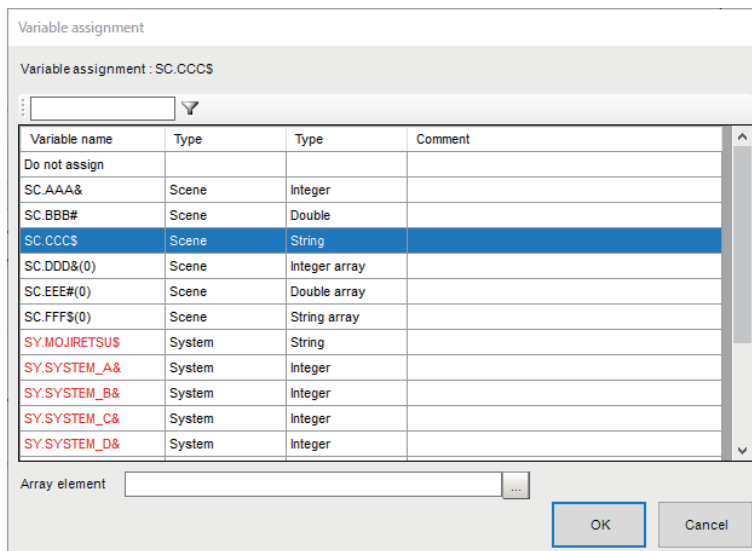 Variable assignment
Variable assignment : SC.CCC$
Variable name Type Type Comment
Do not assign
SC.AAA& Scene Integer
SC.BBB# Scene Double
SC.CCC$ Scene String
SC.DDD&(0) Scene Integer array
SC.EEE#(0) Scene Double array
SC.FFF$(0) Scene String array
SY.MOJIRETSU$ System String
SY.SYSTEM_A& System Integer
SY.SYSTEM_B& System Integer
SY.SYSTEM_C& System Integer
SY.SYSTEM_D& System Integer
Array element ...
OK Cancel